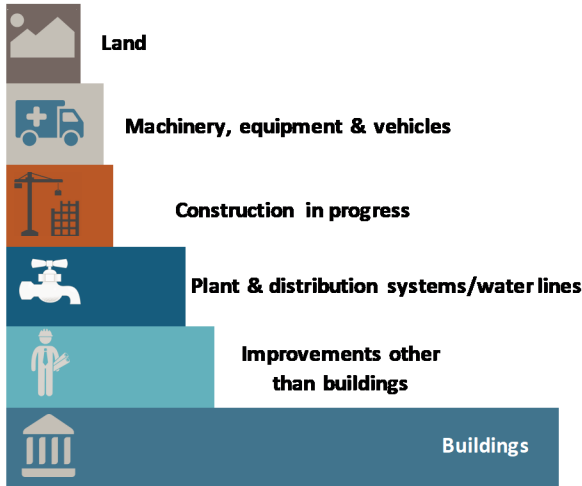 Land
Machinery, equipment & vehicles
Construction in progress
Plant & distribution systems/water lines
Improvements other
than buildings
Buildings